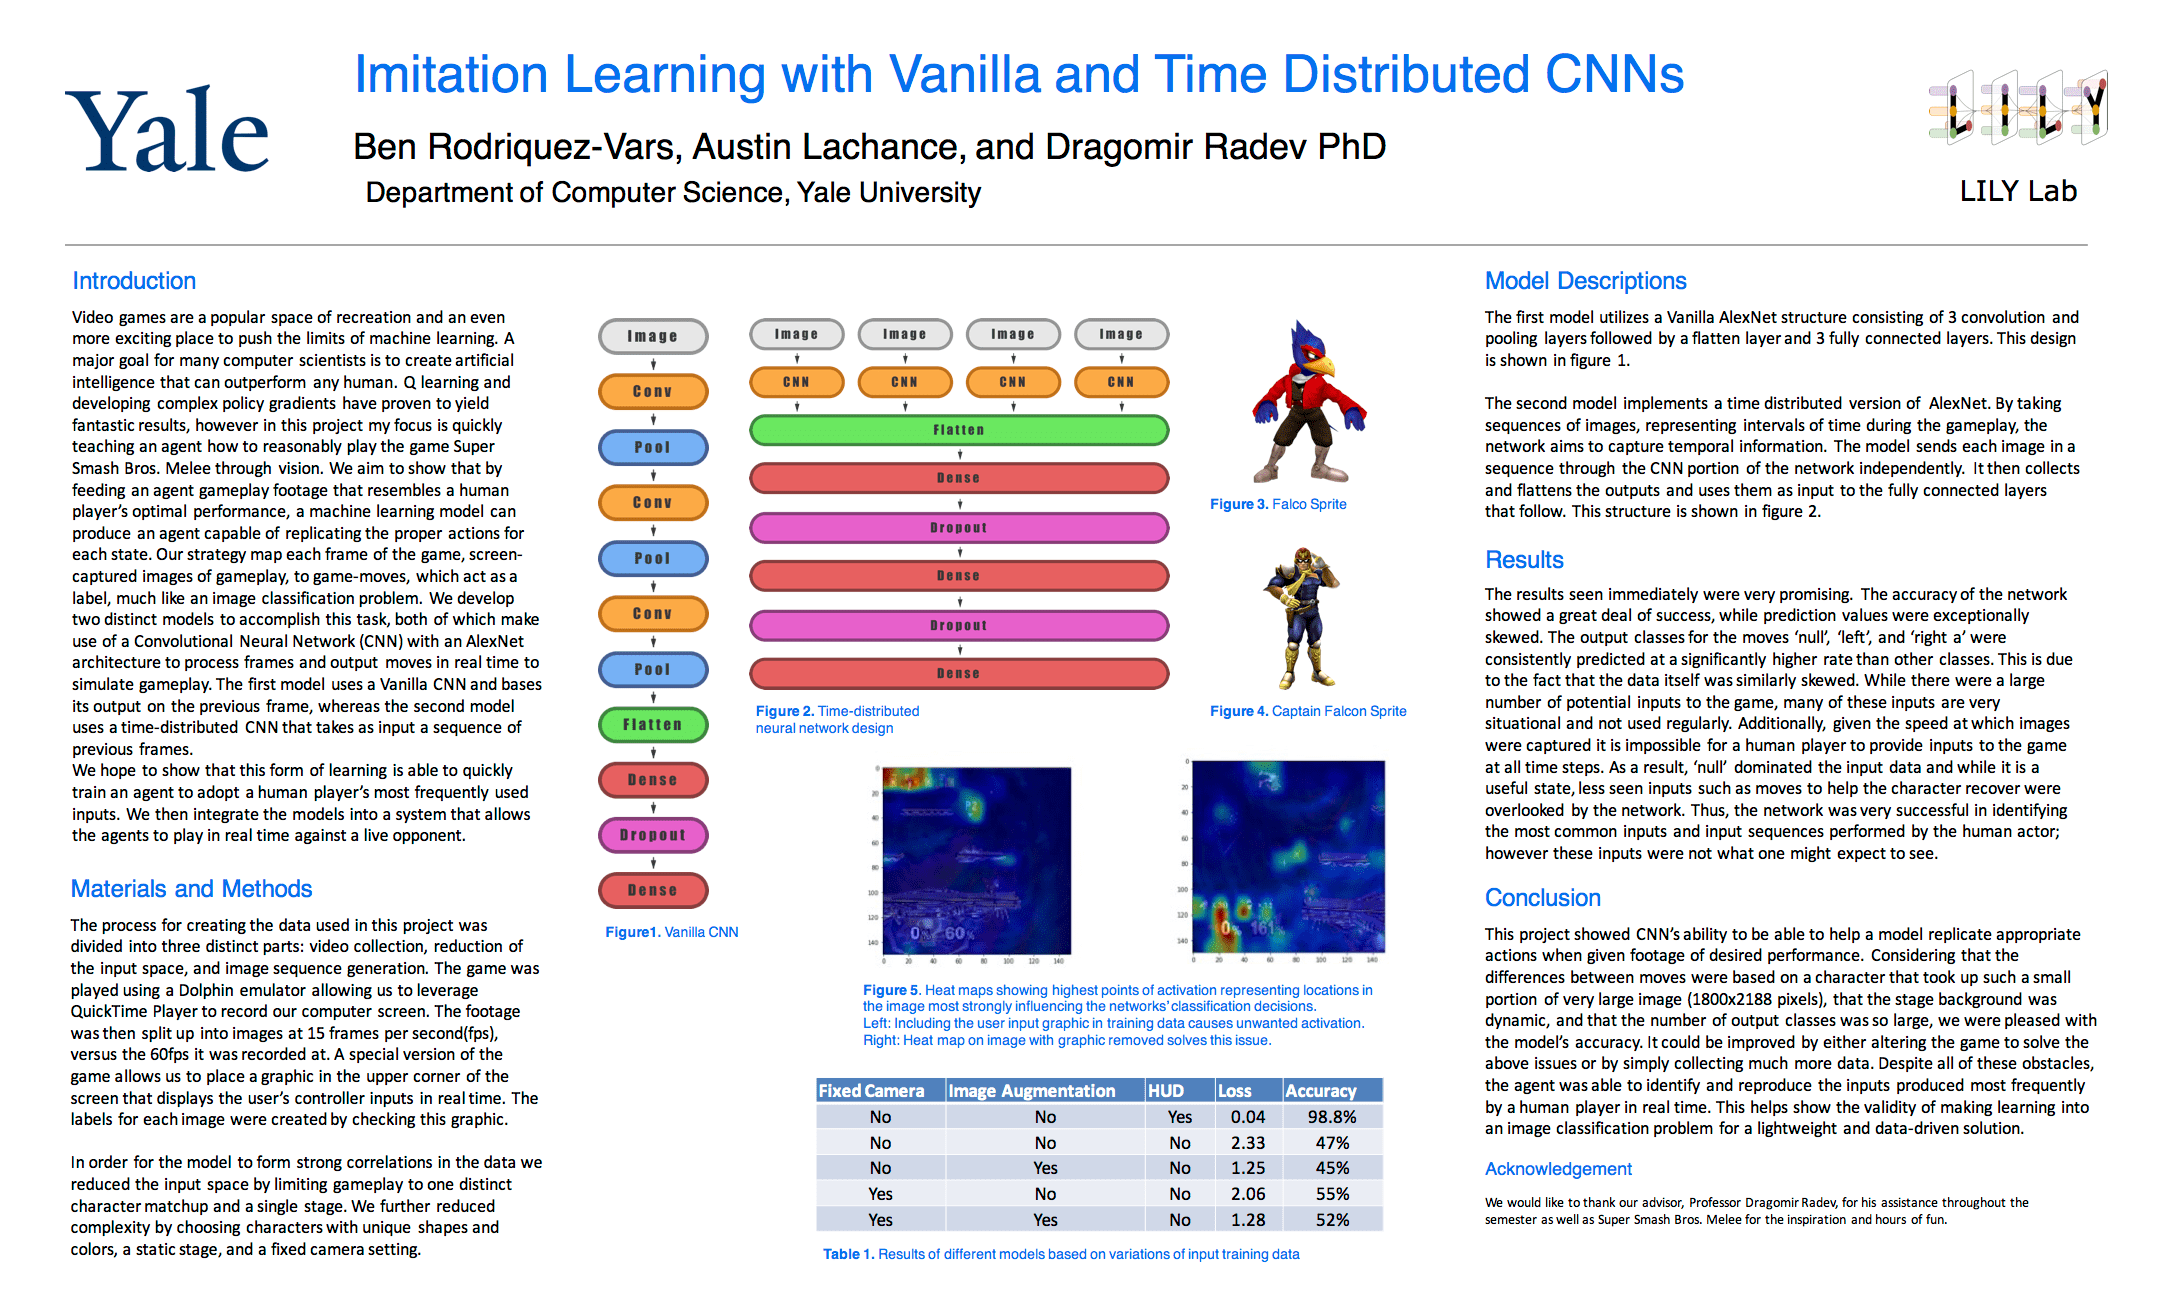 Yale
Imitation Learning with Vanilla and Time Distributed CNNs
Ben Rodriquez-Vars, Austin Lachance, and Dragomir Radev PhD
Department of Computer Science, Yale University
LILY
LILY Lab
Introduction
Video games are a popular space of recreation and an even
more exciting place to push the limits of machine learning. A
major goal for many computer scientists is to create artificial
intelligence that can outperform any human. Q learning and
developing complex policy gradients have proven to yield
fantastic results, however in this project my focus is quickly
teaching an agent how to reasonably play the game Super
Smash Bros. Melee through vision. We aim to show that by
feeding an agent gameplay footage that resembles a human
player's optimal performance, a machine learning model can
produce an agent capable of replicating the proper actions for
each state. Our strategy map each frame of the game, screen-
captured images of gameplay, to game-moves, which act as a
label, much like an image classification problem. We develop
two distinct models to accomplish this task, both of which make
use of a Convolutional Neural Network (CNN) with an AlexNet
architecture to process frames and output moves in real time to
simulate gameplay. The first model uses a Vanilla CNN and bases
its output on the previous frame, whereas the second model
uses a time-distributed CNN that takes as input a sequence of
previous frames.
We hope to show that this form of learning is able to quickly
train an agent to adopt a human player's most frequently used
inputs. We then integrate the models into a system that allows
the agents to play in real time against a live opponent.
Materials and Methods
The process for creating the data used in this project was
divided into three distinct parts: video collection, reduction of
the input space, and image sequence generation. The game was
played using a Dolphin emulator allowing us to leverage
QuickTime Player to record our computer screen. The footage
was then split up into images at 15 frames per second(fps),
versus the 60fps it was recorded at. A special version of the
game allows us to place a graphic in the upper corner of the
screen that displays the user's controller inputs in real time. The
labels for each image were created by checking this graphic.
In order for the model to form strong correlations in the data we
reduced the input space by limiting gameplay to one distinct
character matchup and a single stage. We further reduced
complexity by choosing characters with unique shapes and
colors, a static stage, and a fixed camera setting.
Image
Conv
Pool
Conv
Pool
Conv
Pool
Flatten
Dense
Dropout
Dense
Figure1. Vanilla CNN
Image Image Image Image
CNN CNN CNN CNN
Flatten
Dense
Dropout
Dense
Dropout
Dense
Figure 2. Time-distributed
neural network design
Figure 3. Falco Sprite
Figure 4. Captain Falcon Sprite
0
20
40
60
80
100
120
140
P2
0% 60%
0 20 40 60 80 100 120 140
0
20
40
60
80
100
120
140
0% 161%
0 20 40 60 80 100 120 140
Figure 5. Heat maps showing highest points of activation representing locations in
the image most strongly influencing the networks' classification decisions.
Left: Including the user input graphic in training data causes unwanted activation.
Right: Heat map on image with graphic removed solves this issue.
Fixed Camera Image Augmentation HUD Loss Accuracy
No No Yes 0.04 98.8%
No No No 2.33 47%
No Yes No 1.25 45%
Yes No No 2.06 55%
Yes Yes No 1.28 52%
Table 1. Results of different models based on variations of input training data
Model Descriptions
The first model utilizes a Vanilla AlexNet structure consisting of 3 convolution and
pooling layers followed by a flatten layer and 3 fully connected layers. This design
is shown in figure 1.
The second model implements a time distributed version of AlexNet. By taking
sequences of images, representing intervals of time during the gameplay, the
network aims to capture temporal information. The model sends each image in a
sequence through the CNN portion of the network independently. It then collects
and flattens the outputs and uses them as input to the fully connected layers
that follow. This structure is shown in figure 2.
Results
The results seen immediately were very promising. The accuracy of the network
showed a great deal of success, while prediction values were exceptionally
skewed. The output classes for the moves 'null', 'left', and 'right a' were
consistently predicted at a significantly higher rate than other classes. This is due
to the fact that the data itself was similarly skewed. While there were a large
number of potential inputs to the game, many of these inputs are very
situational and not used regularly. Additionally, given the speed at which images
were captured it is impossible for a human player to provide inputs to the game
at all time steps. As a result, 'null' dominated the input data and while it is a
useful state, less seen inputs such as moves to help the character recover were
overlooked by the network. Thus, the network was very successful in identifying
the most common inputs and input sequences performed by the human actor;
however these inputs were not what one might expect to see.
Conclusion
This project showed CNN's ability to be able to help a model replicate appropriate
actions when given footage of desired performance. Considering that the
differences between moves were based on a character that took up such a small
portion of very large image (1800x2188 pixels), that the stage background was
dynamic, and that the number of output classes was so large, we were pleased with
the model's accuracy. It could be improved by either altering the game to solve the
above issues or by simply collecting much more data. Despite all of these obstacles,
the agent was able to identify and reproduce the inputs produced most frequently
by a human player in real time. This helps show the validity of making learning into
an image classification problem for a lightweight and data-driven solution.
Acknowledgement
We would like to thank our advisor, Professor Dragomir Radev, for his assistance throughout the
semester as well as Super Smash Bros. Melee for the inspiration and hours of fun.